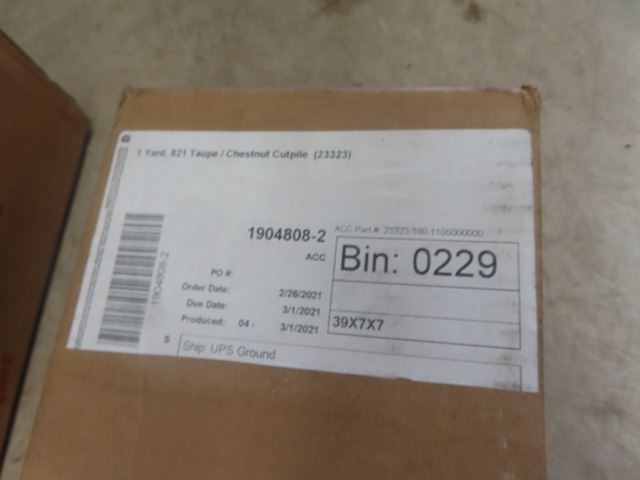 1 Yard, 821 Taupe / Chestnut Cutpile (23323)
1904808-2
ACC Part #: 23323/160-1105000000
ACC
Bin: 0229
1904808-2
PO #:
Order Date: 2/26/2021
Due Date: 3/1/2021
Produced: 04 - 3/1/2021
39X7X7
S
Ship: UPS Ground